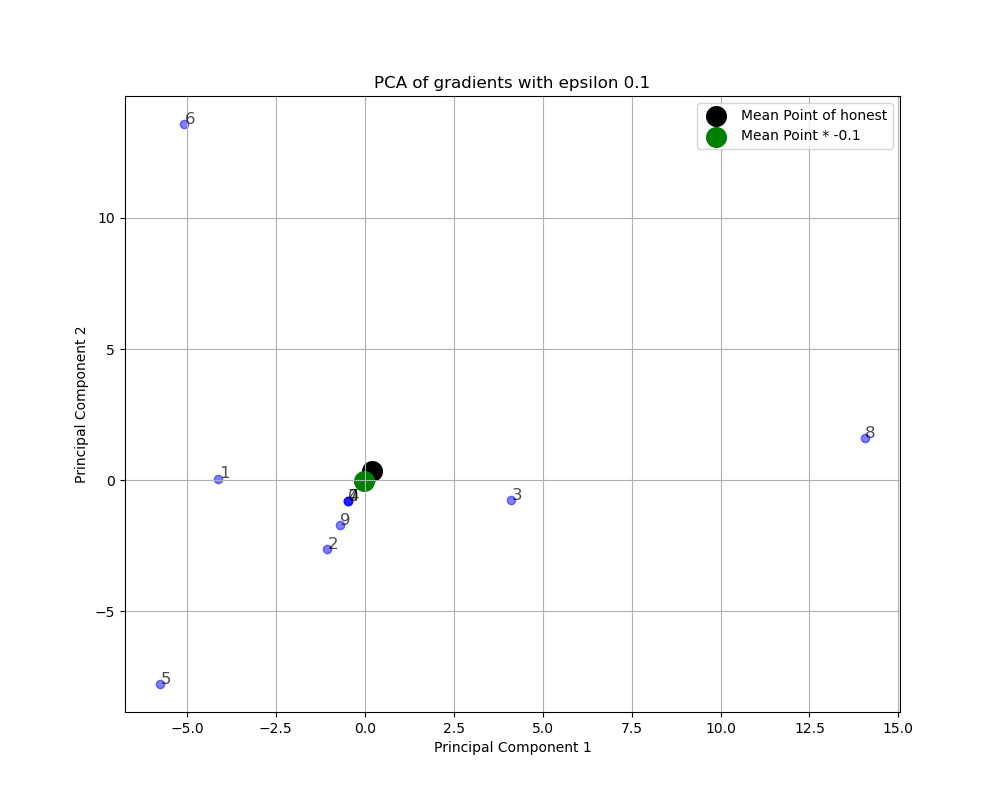 PCA of gradients with epsilon 0.1
Mean Point of honest
Mean Point * -0.1
6
8
1
3
4
9
2
5
10
5
0
−5
−5.0 −2.5 0.0 2.5 5.0 7.5 10.0 12.5 15.0
Principal Component 1
Principal Component 2